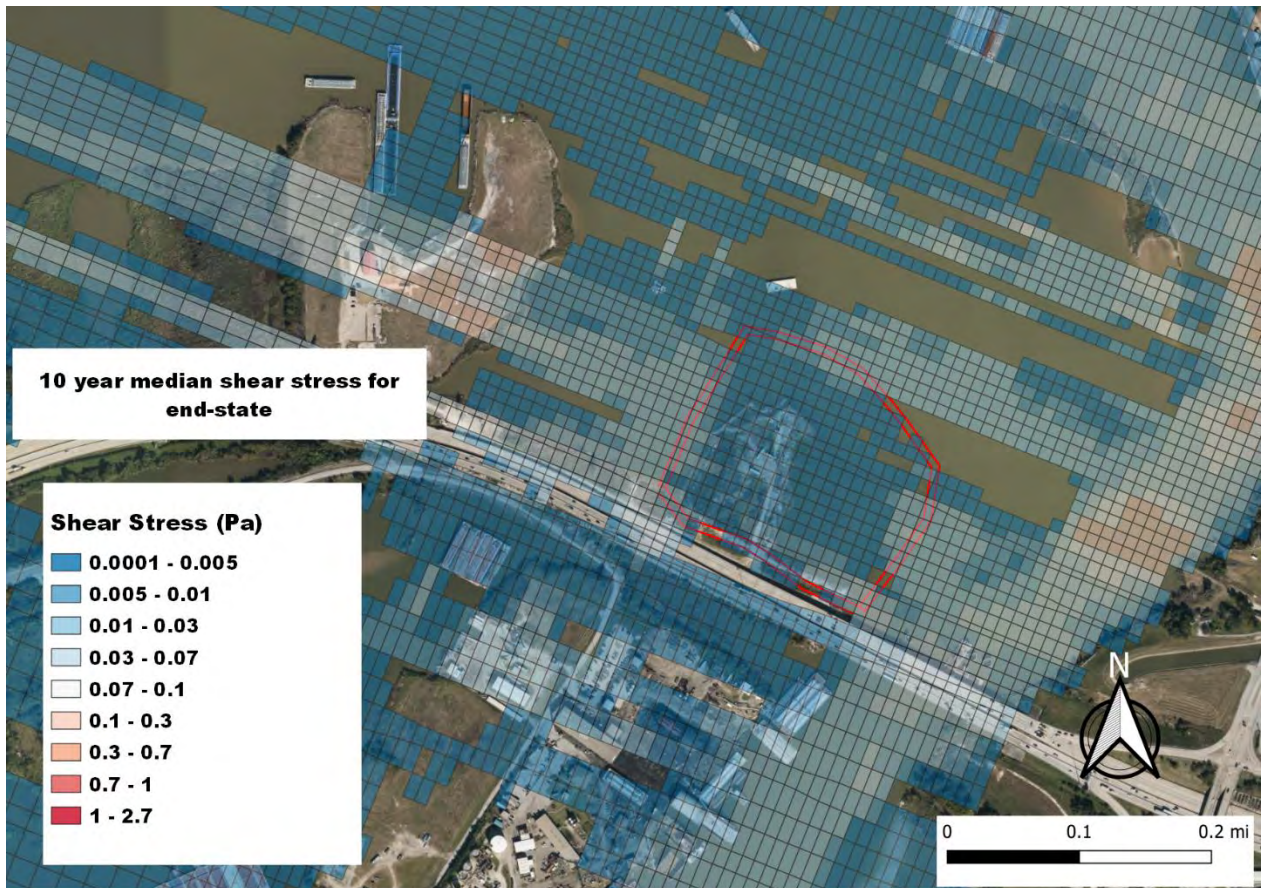 10 year median shear stress for
end-state
Shear Stress (Pa)
0.0001 - 0.005
0.005 - 0.01
0.01 - 0.03
0.03 - 0.07
0.07 - 0.1
0.1 - 0.3
0.3 - 0.7
0.7 - 1
1 - 2.7
N
0 0.1 0.2 mi